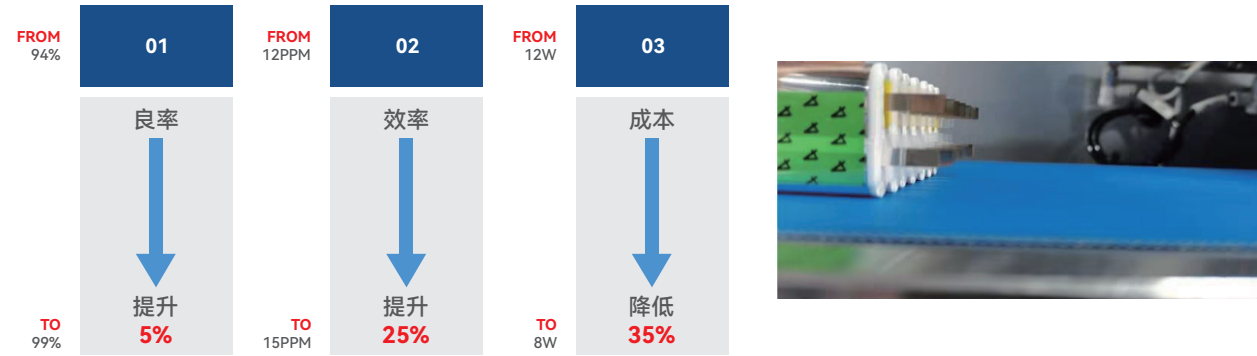 FROM
94%
01
良率
提升
5%
TO
99%
FROM
12PPM
02
效率
提升
25%
TO
15PPM
FROM
12W
03
成本
降低
35%
TO
8W